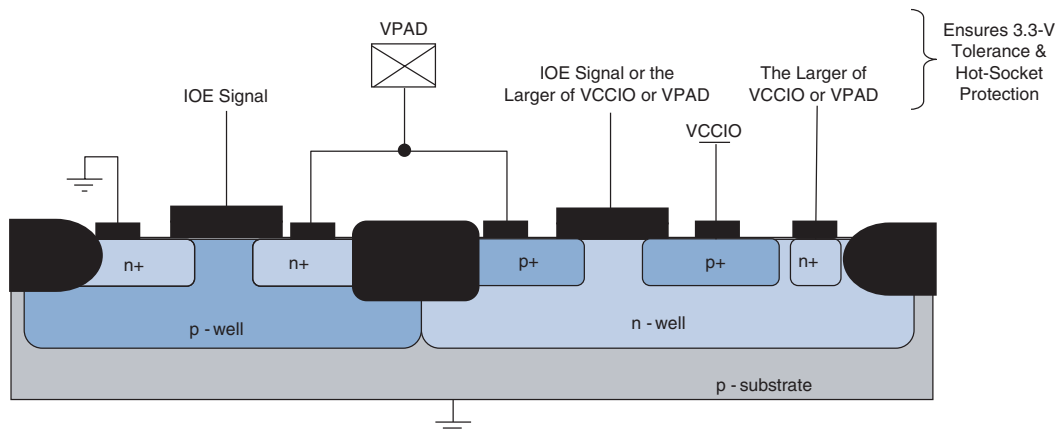 VPAD
Ensures 3.3-V
Tolerance &
Hot-Socket
Protection
IOE Signal
IOE Signal or the
Larger of VCCIO or VPAD
The Larger of
VCCIO or VPAD
VCCIO
n+
n+
p+
p+
n+
p - well
n - well
p - substrate